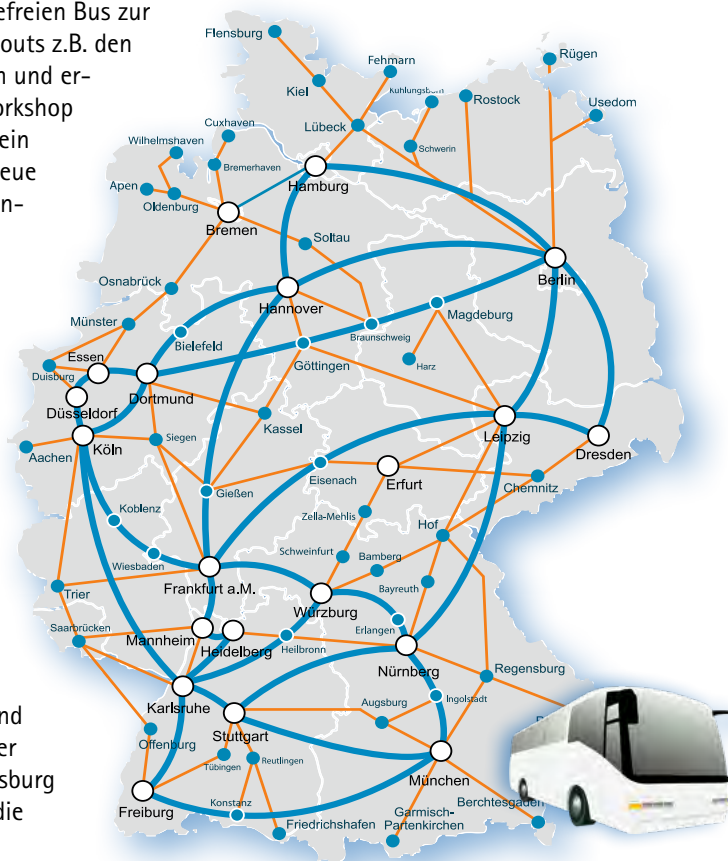 efreien Bus zur
outs z.B. den
n und er-
orkshop
ein
eue
n-
Flensburg
Fehmarn
Rügen
Kiel
Kühlungsborn
Rostock
Usedom
Lübeck
Cuxhaven
Wilhelmshaven
Schwerin
Bremerhaven
Hamburg
Apen
Oldenburg
Bremen
Soltau
Berlin
Osnabrück
Hannover
Magdeburg
Münster
Bielefeld
Braunschweig
Essen
Göttingen
Harz
Duisburg
Dortmund
Düsseldorf
Kassel
Leipzig
Köln
Siegen
Dresden
Aachen
Eisenach
Erfurt
Gießen
Chemnitz
Koblenz
Zella-Mehlis
Hof
Wiesbaden
Schweinfurt
Bamberg
Frankfurt a.M.
Bayreuth
Trier
Würzburg
Saarbrücken
Erlangen
Mannheim
Heidelberg
Heilbronn
Nürnberg
Regensburg
Karlsruhe
Ingolstadt
Augsburg
Stuttgart
Offenburg
Tübingen
Reutlingen
München
Freiburg
Konstanz
Berchtesgaden
Friedrichshafen
Garmisch-
Partenkirchen
nd
er
sburg
die